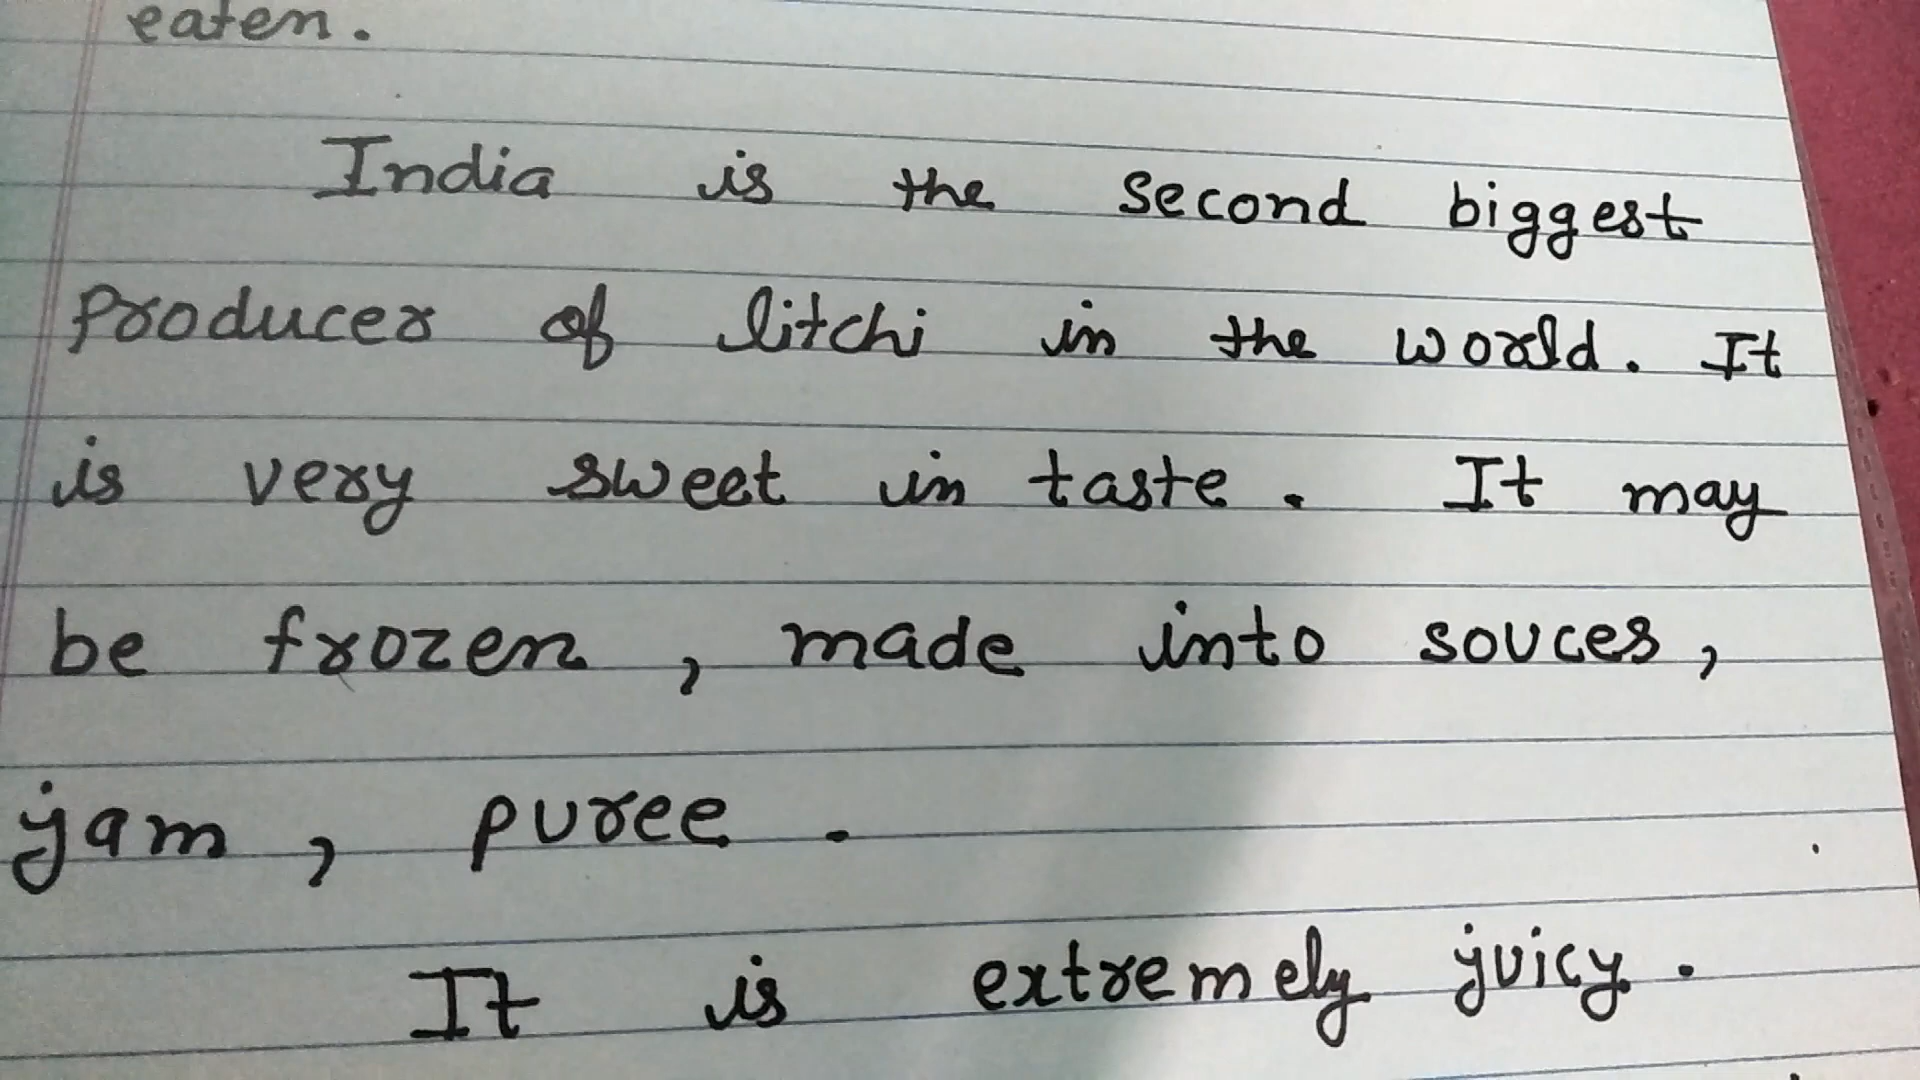 eaten.
India is the second biggest
producer of litchi in the world. It
is very sweet in taste. It may
be frozen, made into souces,
jam, puree.
It is extremely juicy.